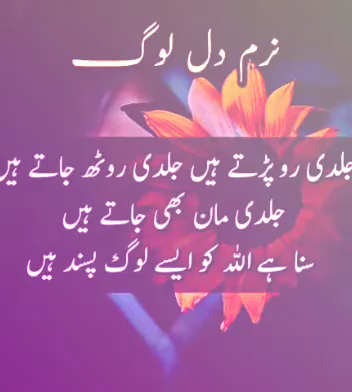 نرم دل لوگ
جلدی رو پڑتے ہیں جلدی روٹھ جاتے ہیں
جلدی مان بھی جاتے ہیں
سنا ہے اللہ کو ایسے لوگ پسند ہیں